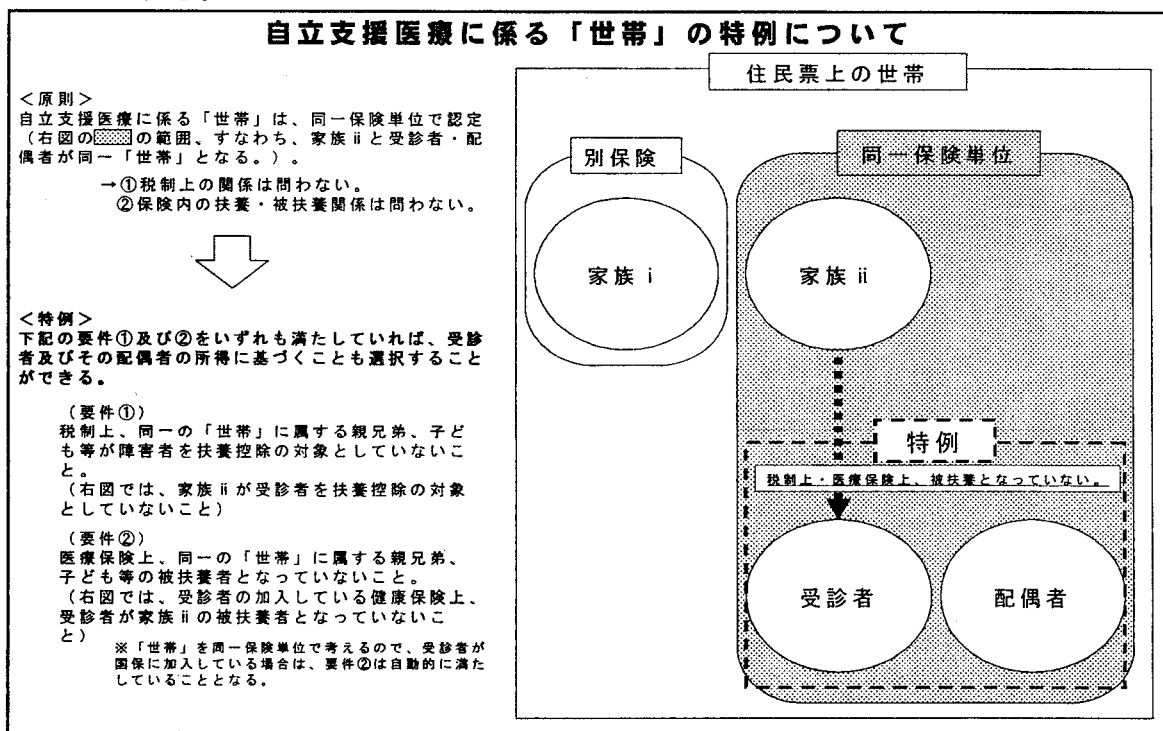 自立支援医療に係る「世帯」の特例について
＜原則＞
自立支援医療に係る「世帯」は、同一保険単位で認定
（右図の の範囲、すなわち、家族ⅱと受診者・配
偶者が同一「世帯」となる。）。
→①税制上の関係は問わない。
②保険内の扶養・被扶養関係は問わない。
＜特例＞
下記の要件①及び②をいずれも満たしていれば、受診
者及びその配偶者の所得に基づくことも選択すること
ができる。
（要件①）
税制上、同一の「世帯」に属する親兄弟、子ど
も等が障害者を扶養控除の対象としていないこ
と。
（右図では、家族ⅱが受診者を扶養控除の対象
としていないこと）
（要件②）
医療保険上、同一の「世帯」に属する親兄弟、
子ども等の被扶養者となっていないこと。
（右図では、受診者の加入している健康保険上、
受診者が家族ⅱの被扶養者となっていないこ
と）
※「世帯」を同一保険単位で考えるので、受診者が
国保に加入している場合は、要件②は自動的に満た
していることとなる。
住民票上の世帯
別保険
同一保険単位
家族ⅰ
家族ⅱ
特例
税制上・医療保険上、被扶養となっていない。
受診者
配偶者